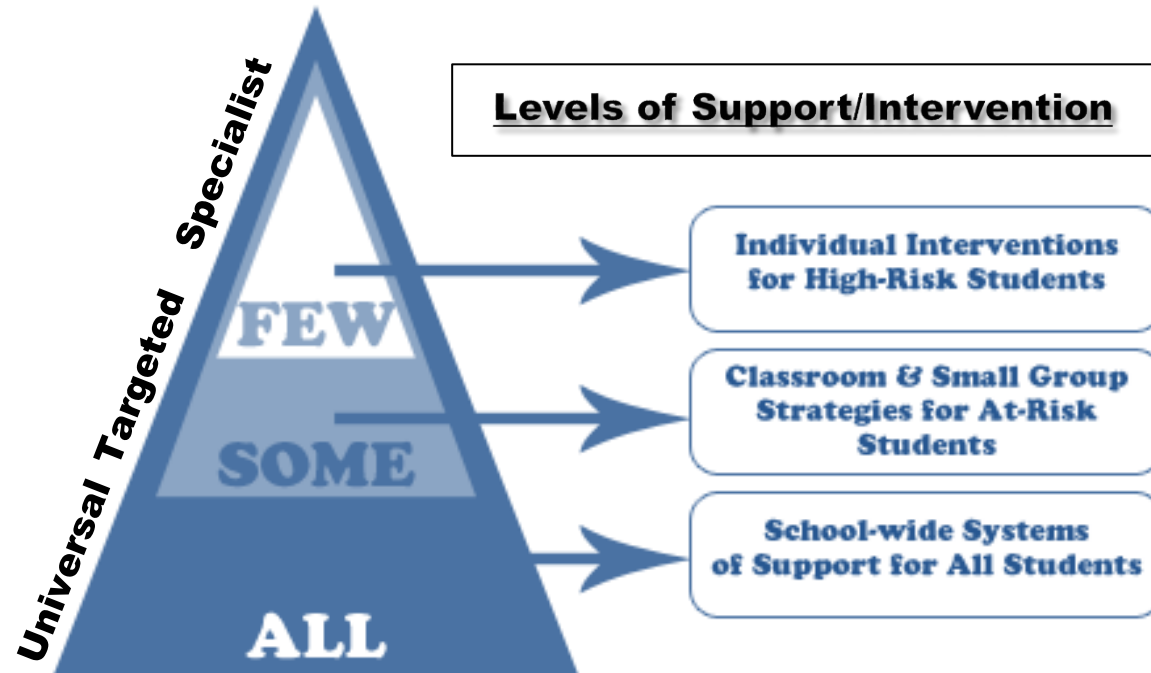 Levels of Support/Intervention
Specialist
Targeted
Universal
FEW
SOME
ALL
Individual Interventions
for High-Risk Students
Classroom & Small Group
Strategies for At-Risk
Students
School-wide Systems
of Support for All Students